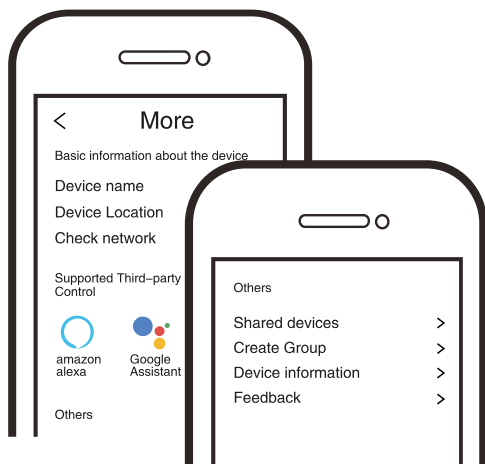 More
Basic information about the device
Device name
Device Location
Check network
Supported Third–party
Control
amazon
alexa
Google
Assistant
Others
Others
Shared devices
Create Group
Device information
Feedback